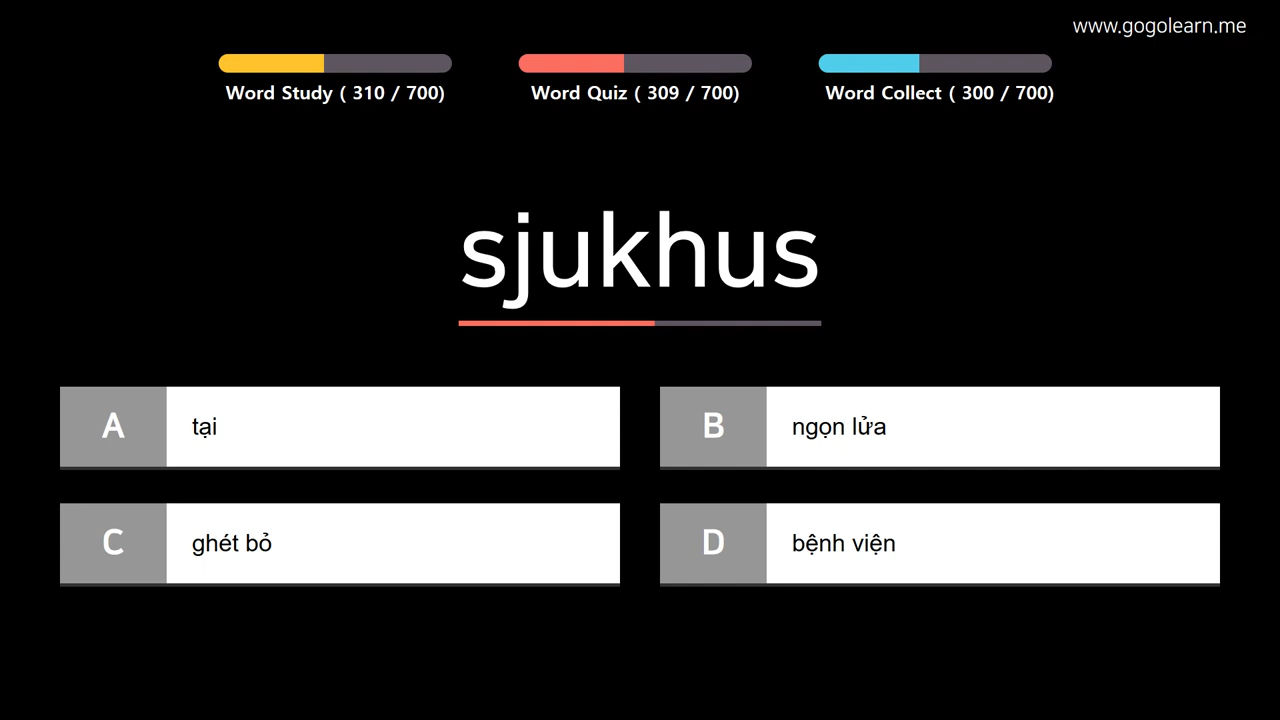 www.gogolearn.me
Word Study ( 310 / 700)
Word Quiz ( 309 / 700)
Word Collect ( 300 / 700)
sjukhus
A tại
B ngọn lửa
C ghét bỏ
D bệnh viện